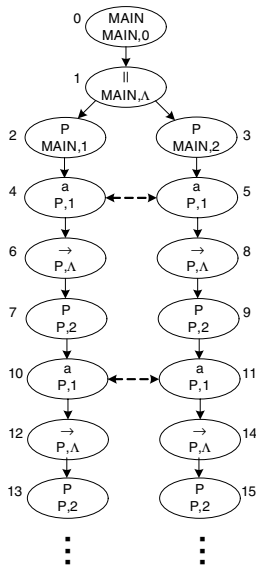 0 MAIN
MAIN,0
1 ||
MAIN,Λ
2 P P 3
MAIN,1 MAIN,2
4 a a 5
P,1 P,1
6 → → 8
P,Λ P,Λ
7 P P 9
P,2 P,2
10 a a 11
P,1 P,1
12 → → 14
P,Λ P,Λ
13 P P 15
P,2 P,2